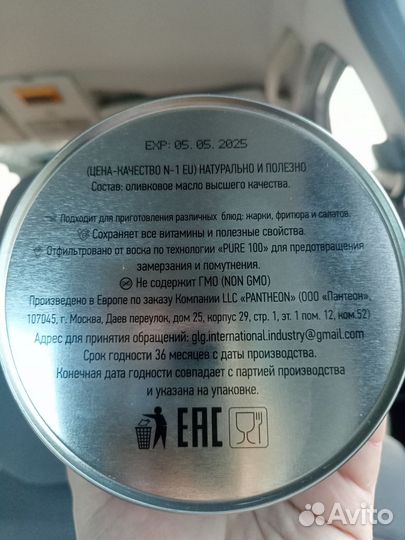 EXP: 05. 05. 2025
(ЦЕНА-КАЧЕСТВО N-1 EU) НАТУРАЛЬНО И ПОЛЕЗНО
Состав: оливковое масло высшего качества.
Подходит для приготовления различных блюд: жарки, фритюра и салатов.
Сохраняет все витамины и полезные свойства.
Отфильтровано от воска по технологии «PURE 100» для предотвращения
замерзания и помутнения.
Не содержит ГМО (NON GMO)
Произведено в Европе по заказу Компании LLC «PANTHEON» (ООО «Пантеон»,
107045, г. Москва, Даев переулок, дом 25, корпус 29, стр. 1, эт. 1 пом. 12, ком.52)
Адрес для принятия обращений: glg.international.industry@gmail.com
Срок годности 36 месяцев с даты производства.
Конечная дата годности совпадает с партией производства
и указана на упаковке.
EAC
Avito